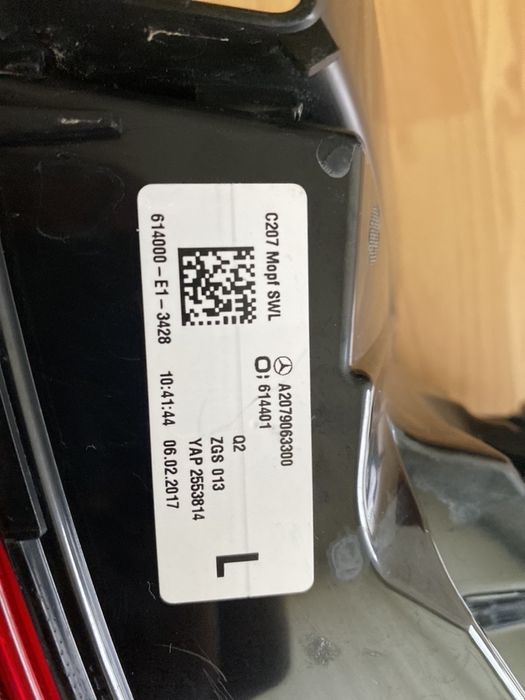 C207 Mopf SWL
A2079063300
O; 614401
Q2
ZGS 013
YAP 2553814
L
614000-E1-3428 10:41:44 06.02.2017